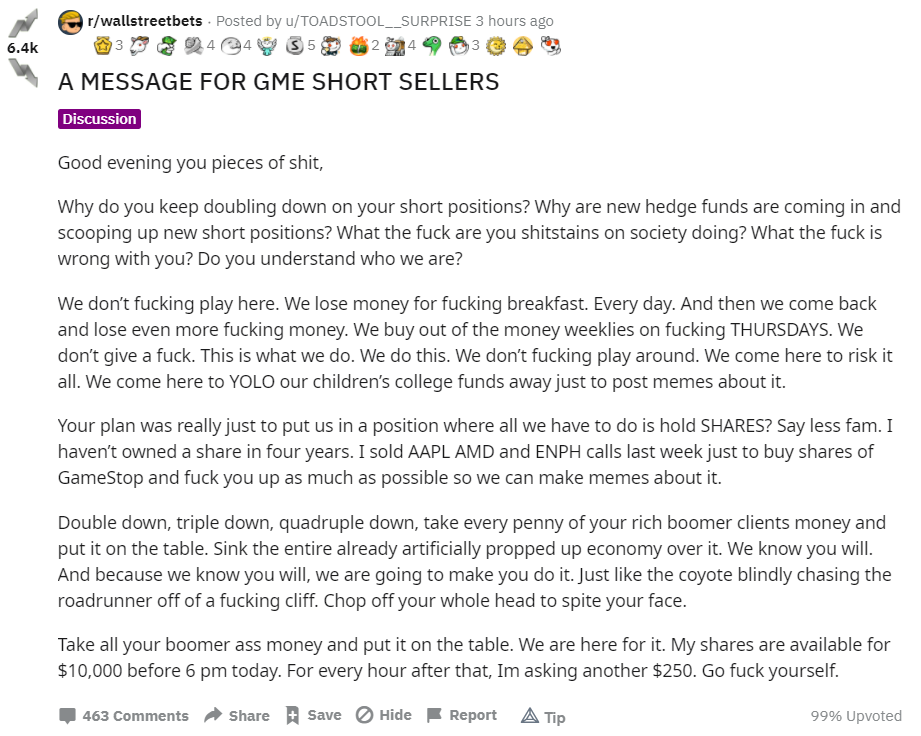 r/wallstreetbets · Posted by u/TOADSTOOL__SURPRISE 3 hours ago
6.4k
3 4 4 5 2 4 3
A MESSAGE FOR GME SHORT SELLERS
Discussion
Good evening you pieces of shit,
Why do you keep doubling down on your short positions? Why are new hedge funds are coming in and
scooping up new short positions? What the fuck are you shitstains on society doing? What the fuck is
wrong with you? Do you understand who we are?
We don’t fucking play here. We lose money for fucking breakfast. Every day. And then we come back
and lose even more fucking money. We buy out of the money weeklies on fucking THURSDAYS. We
don’t give a fuck. This is what we do. We do this. We don’t fucking play around. We come here to risk it
all. We come here to YOLO our children’s college funds away just to post memes about it.
Your plan was really just to put us in a position where all we have to do is hold SHARES? Say less fam. I
haven’t owned a share in four years. I sold AAPL AMD and ENPH calls last week just to buy shares of
GameStop and fuck you up as much as possible so we can make memes about it.
Double down, triple down, quadruple down, take every penny of your rich boomer clients money and
put it on the table. Sink the entire already artificially propped up economy over it. We know you will.
And because we know you will, we are going to make you do it. Just like the coyote blindly chasing the
roadrunner off of a fucking cliff. Chop off your whole head to spite your face.
Take all your boomer ass money and put it on the table. We are here for it. My shares are available for
$10,000 before 6 pm today. For every hour after that, Im asking another $250. Go fuck yourself.
463 Comments Share Save Hide Report Tip 99% Upvoted